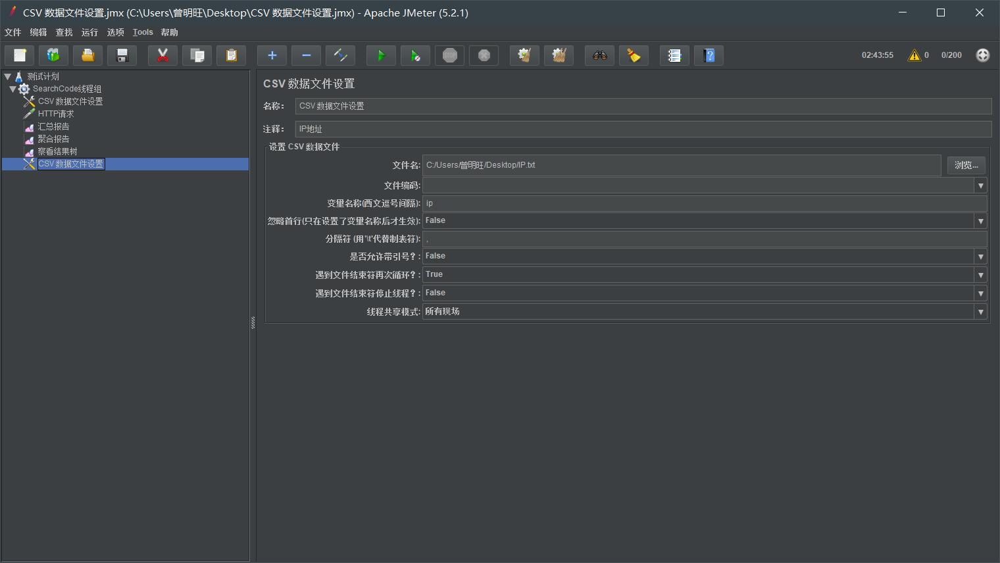 CSV 数据文件设置.jmx (C:\Users\曾明旺\Desktop\CSV 数据文件设置.jmx) - Apache JMeter (5.2.1)
文件 编辑 查找 运行 选项 Tools 帮助
02:43:55 0 0/200
测试计划
SearchCode线程组
CSV 数据文件设置
HTTP请求
汇总报告
聚合报告
察看结果树
CSV 数据文件设置
CSV 数据文件设置
名称： CSV 数据文件设置
注释： IP地址
设置 CSV 数据文件
文件名: C:/Users/曾明旺/Desktop/IP.txt 浏览...
文件编码:
变量名称(西文逗号间隔): ip
忽略首行(只在设置了变量名称后才生效): False
分隔符 (用'\t'代替制表符): ,
是否允许带引号？: False
遇到文件结束符再次循环？: True
遇到文件结束符停止线程？: False
线程共享模式: 所有现场